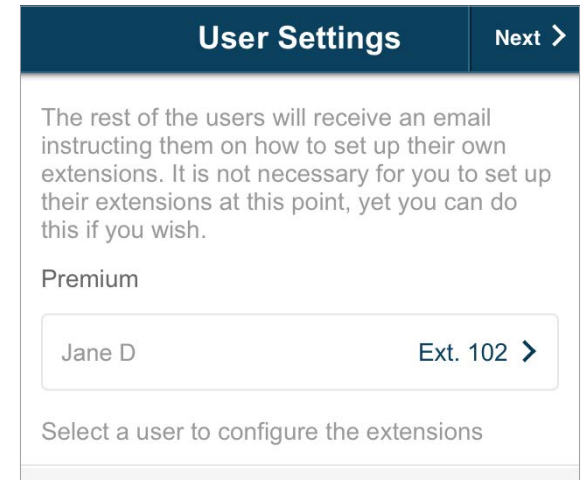 User Settings
Next >
The rest of the users will receive an email
instructing them on how to set up their own
extensions. It is not necessary for you to set up
their extensions at this point, yet you can do
this if you wish.
Premium
Jane D
Ext. 102 >
Select a user to configure the extensions